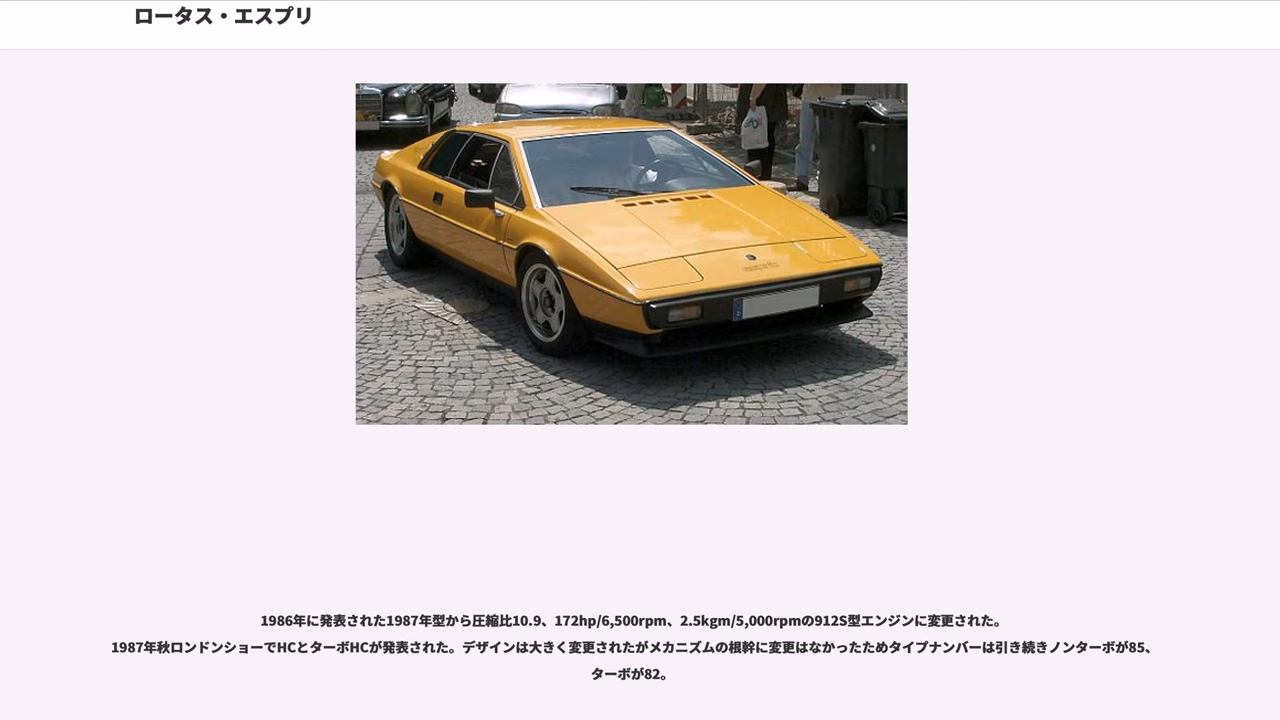 ロータス・エスプリ
1986年に発表された1987年型から圧縮比10.9、172hp/6,500rpm、2.5kgm/5,000rpmの912S型エンジンに変更された。
1987年秋ロンドンショーでHCとターボHCが発表された。デザインは大きく変更されたがメカニズムの根幹に変更はなかったためタイプナンバーは引き続きノンターボが85、
ターボが82。